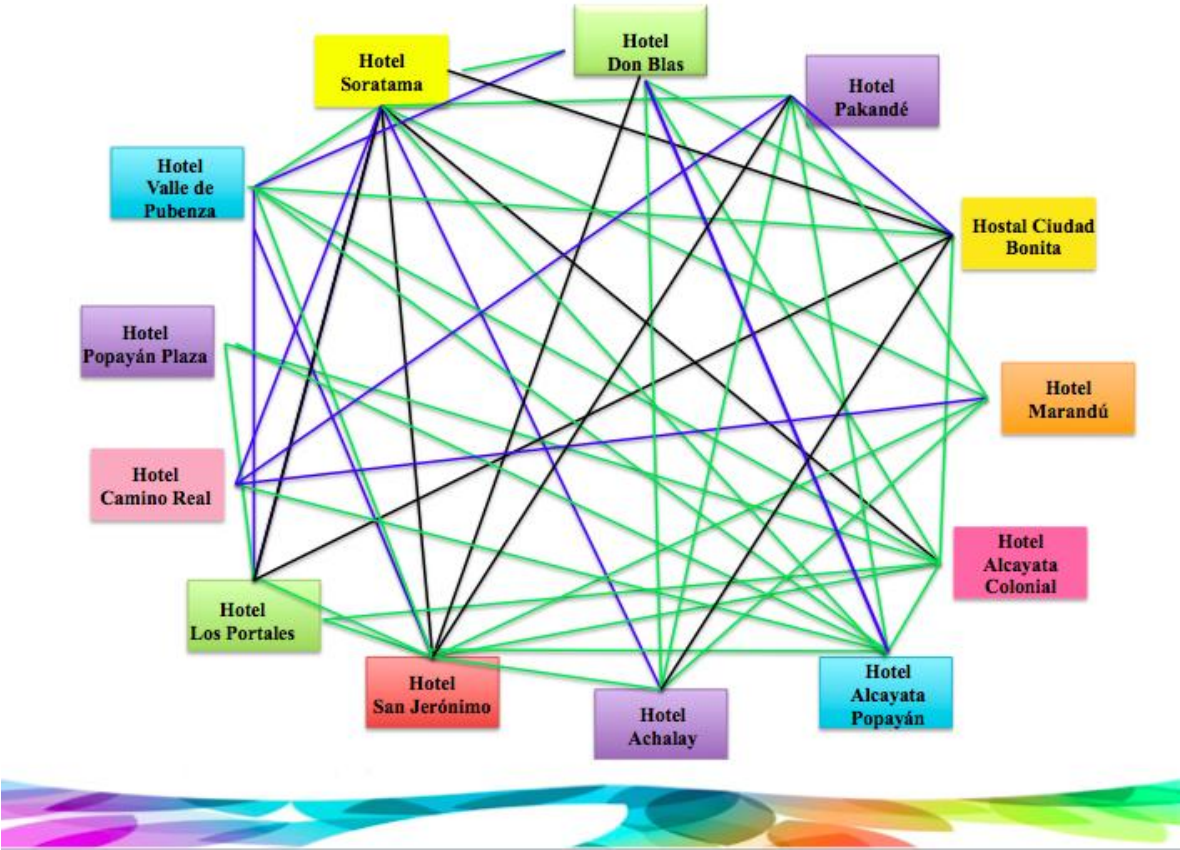 Hotel
Don Blas
Hotel
Soratama
Hotel
Pakandé
Hotel
Valle de
Pubenza
Hostal Ciudad
Bonita
Hotel
Popayán Plaza
Hotel
Marandú
Hotel
Camino Real
Hotel
Alcayata
Colonial
Hotel
Los Portales
Hotel
San Jerónimo
Hotel
Achalay
Hotel
Alcayata
Popayán